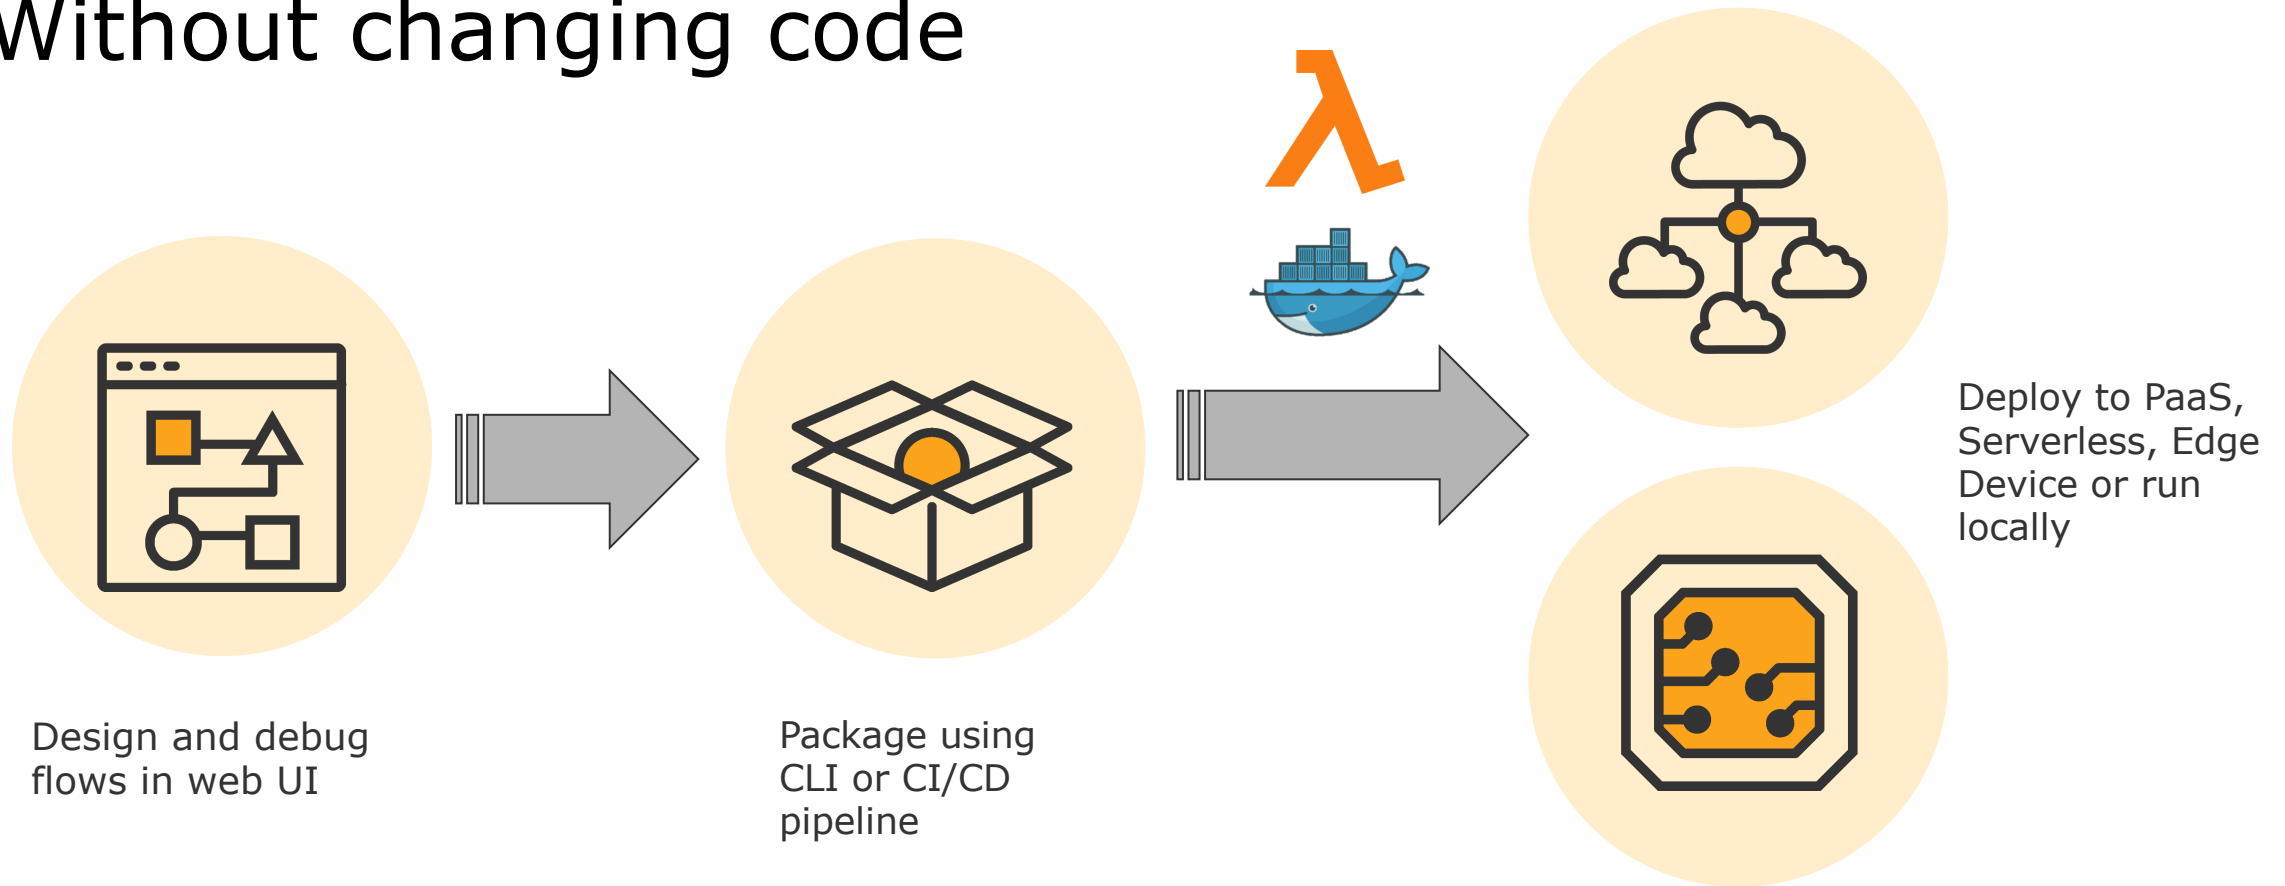 Without changing code
Design and debug
flows in web UI
Package using
CLI or CI/CD
pipeline
Deploy to PaaS,
Serverless, Edge
Device or run
locally